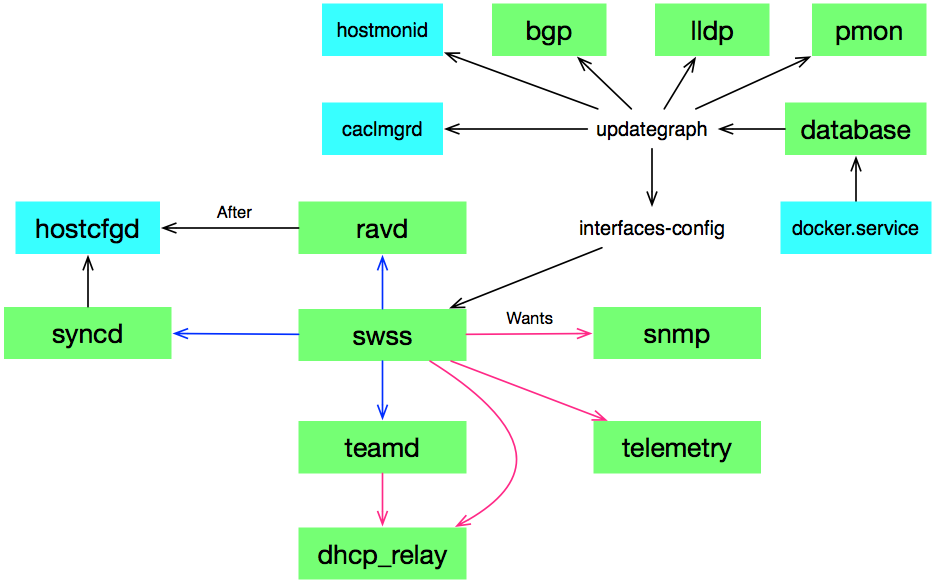 hostmonid
bgp
lldp
pmon
caclmgrd
updategraph
database
After
hostcfgd
ravd
interfaces-config
docker.service
syncd
swss
Wants
snmp
teamd
telemetry
dhcp_relay